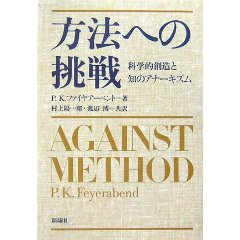 方法への
挑戦
科学的創造と
知のアナーキズム
P. K. ファイヤアーベント—著
村上陽一郎・渡辺 博—共訳
AGAINST
METHOD
P. K. Feyerabend
新曜社